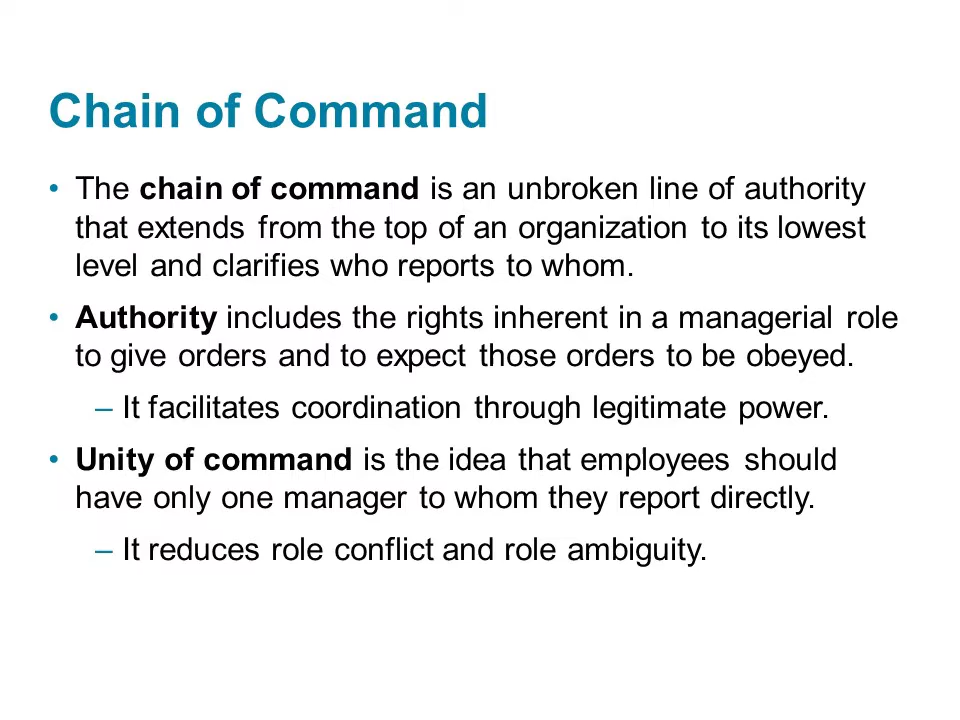 Chain of Command
• The chain of command is an unbroken line of authority
that extends from the top of an organization to its lowest
level and clarifies who reports to whom.
• Authority includes the rights inherent in a managerial role
to give orders and to expect those orders to be obeyed.
– It facilitates coordination through legitimate power.
• Unity of command is the idea that employees should
have only one manager to whom they report directly.
– It reduces role conflict and role ambiguity.